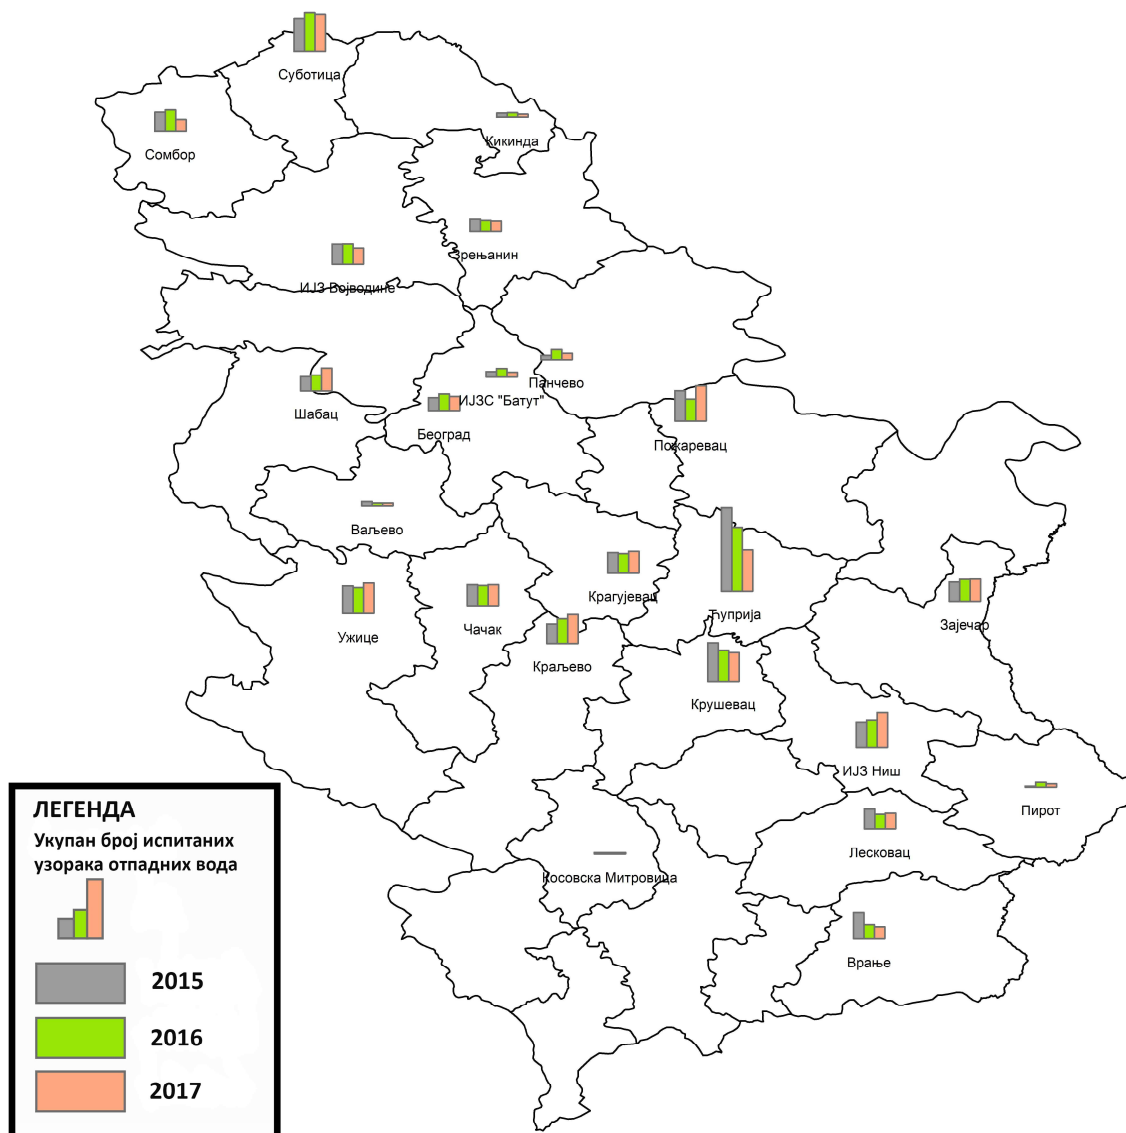 Суботица
Кикинда
Сомбор
Зрењанин
ИЈЗ Војводине
Панчево
ИЈЗС "Батут"
Шабац
Београд
Пожаревац
Ваљево
Крагујевац
Ћуприја
Зајечар
Ужице
Чачак
Краљево
Крушевац
ИЈЗ Ниш
Пирот
Лесковац
Косовска Митровица
Врање
ЛЕГЕНДА
Укупан број испитаних
узорака отпадних вода
2015
2016
2017